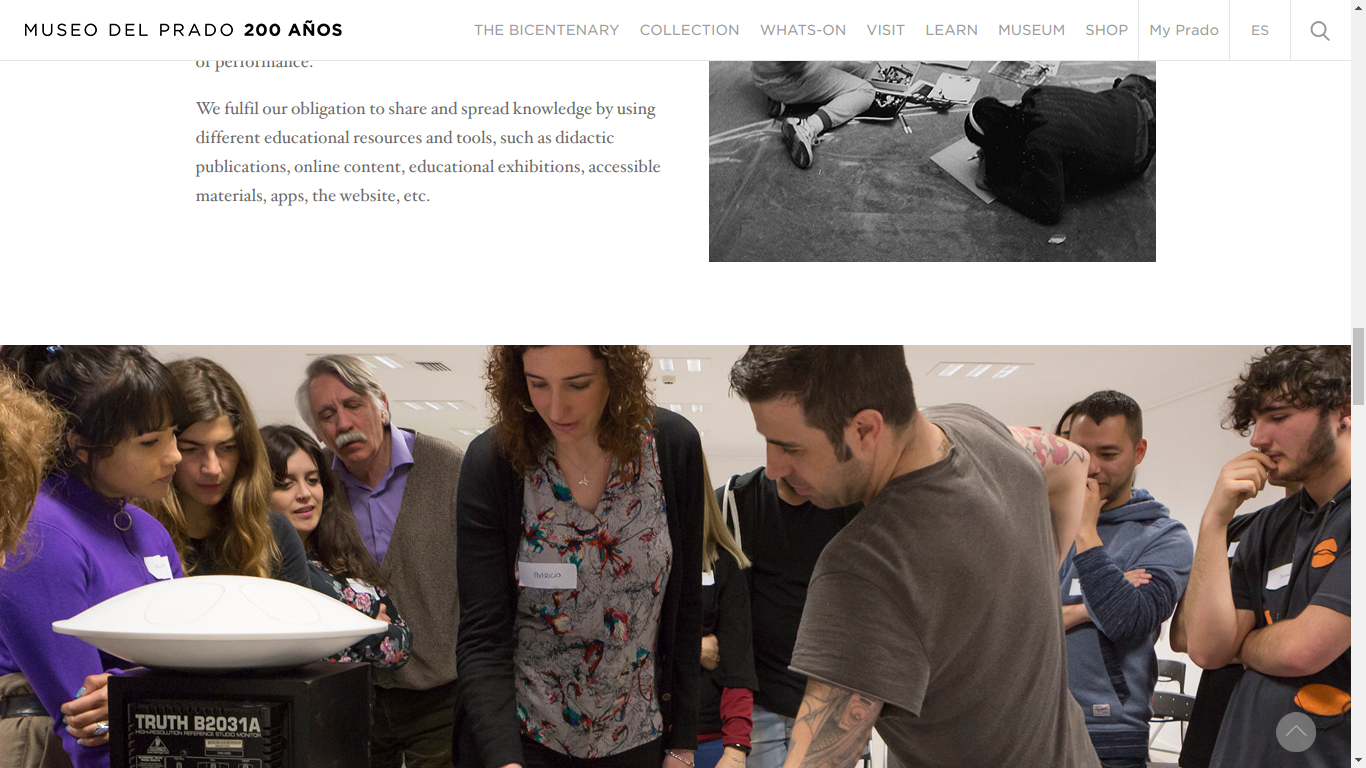 MUSEO DEL PRADO 200 AÑOS
THE BICENTENARY
COLLECTION
WHATS-ON
VISIT
LEARN
MUSEUM
SHOP
My Prado
ES
of performance.
We fulfil our obligation to share and spread knowledge by using
different educational resources and tools, such as didactic
publications, online content, educational exhibitions, accessible
materials, apps, the website, etc.
Patricia
TRUTH B2031A
HIGH-RESOLUTION REFERENCE STUDIO MONITOR